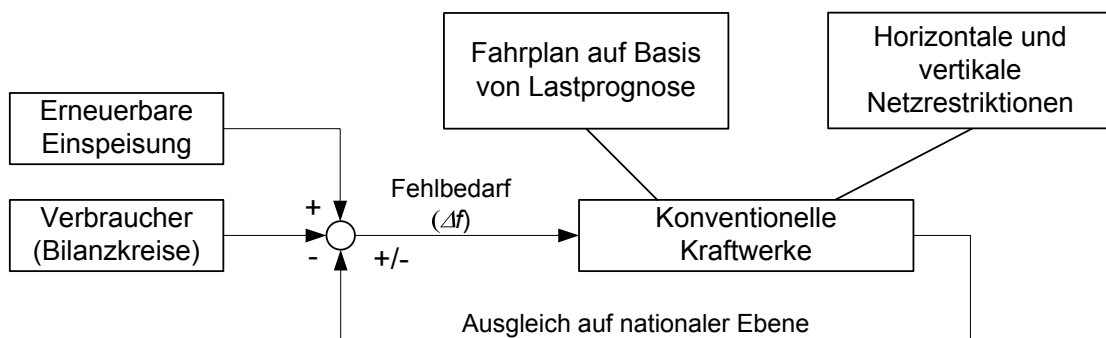 Fahrplan auf Basis
von Lastprognose
Horizontale und
vertikale
Netzrestriktionen
Erneuerbare
Einspeisung
Fehlbedarf
(Δf)
Verbraucher
(Bilanzkreise)
+
-
+/-
Konventionelle
Kraftwerke
Ausgleich auf nationaler Ebene